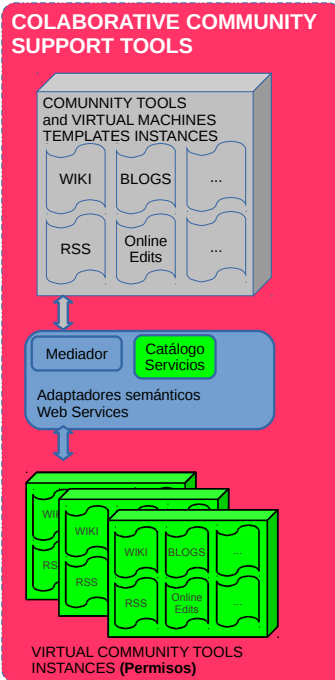 COLABORATIVE COMMUNITY
SUPPORT TOOLS
COMUNNITY TOOLS
and VIRTUAL MACHINES
TEMPLATES INSTANCES
WIKI BLOGS ...
RSS Online Edits ...
Mediador Catálogo Servicios
Adaptadores semánticos
Web Services
WIKI
WIKI
WIKI BLOGS ...
RSS
RSS
RSS Online Edits ...
VIRTUAL COMMUNITY TOOLS
INSTANCES (Permisos)